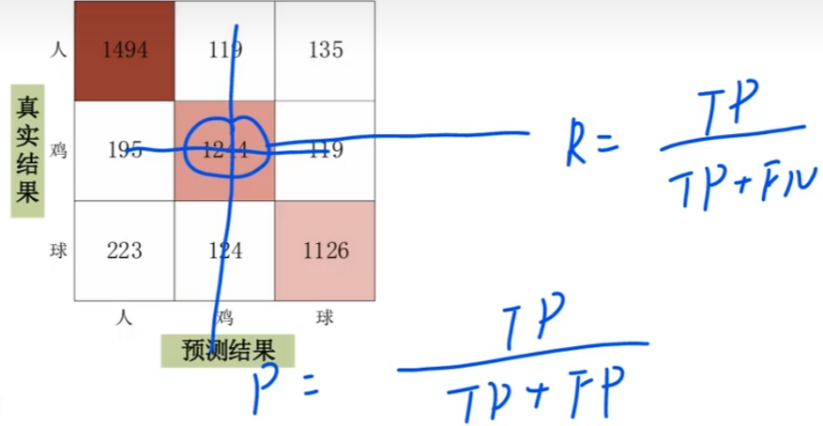 人 1494 119 135
真实结果
鸡 195 119
球 223 124 1126
人 鸡 球
预测结果
R = TP / TP + FN
P = TP / TP + FP